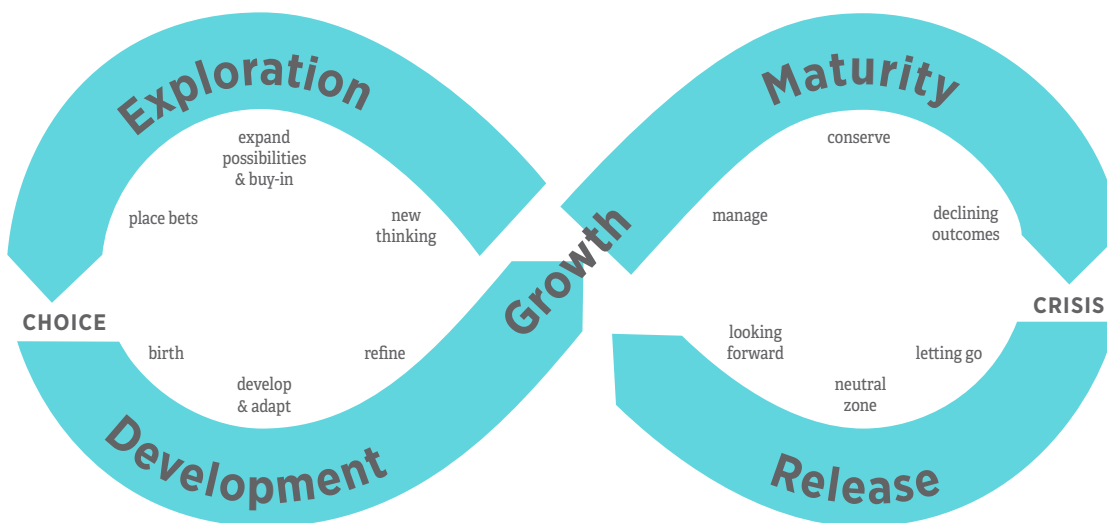 Exploration
expand
possibilities
& buy-in
place bets
new
thinking
CHOICE
birth
refine
develop
& adapt
Development
Growth
Maturity
conserve
manage
declining
outcomes
CRISIS
looking
forward
letting go
neutral
zone
Release